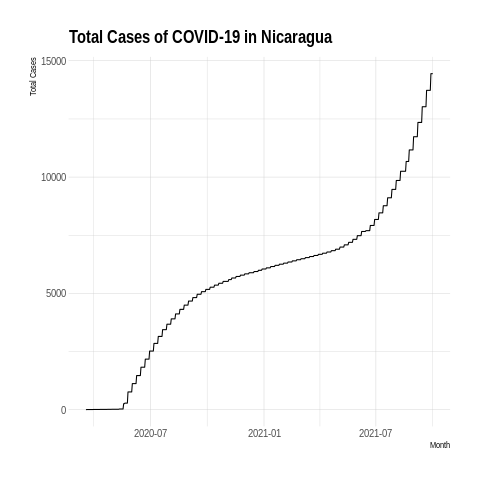 Total Cases of COVID-19 in Nicaragua
Total Cases
15000
10000
5000
0
2020-07
2021-01
2021-07
Month